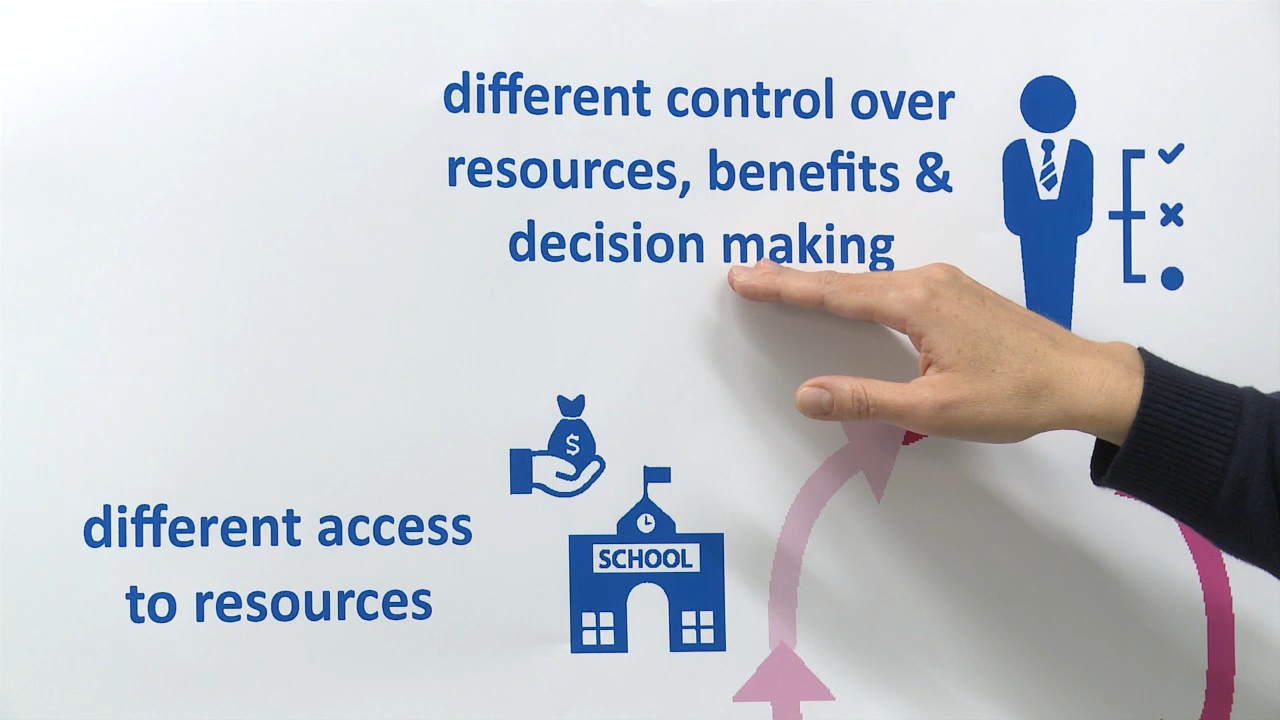 different control over
resources, benefits &
decision making
$
SCHOOL
different access
to resources